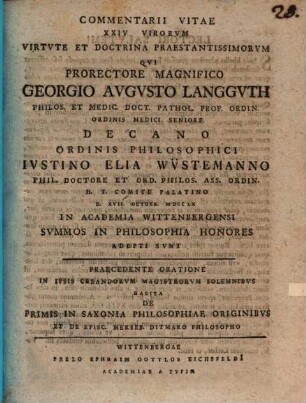 28.
COMMENTARII VITAE
XXIV VIRORVM
VIRTVTE ET DOCTRINA PRAESTANTISSIMORVM
QVI
PRORECTORE MAGNIFICO
GEORGIO AVGVSTO LANGGVTH
PHILOS. ET MEDIC. DOCT. PATHOL. PROF. ORDIN.
ORDINIS MEDICI SENIORE
DECANO
ORDINIS PHILOSOPHICI
IVSTINO ELIA WÜSTEMANNO
PHIL. DOCTORE ET ORD. PHILOS. ASS. ORDIN.
H. T. COMITE PALATINO
D. XVII. OCTOBR. MDCCLX
IN ACADEMIA WITTENBERGENSI
SVMMOS IN PHILOSOPHIA HONORES
ADEPTI SVNT
PRAECEDENTE ORATIONE
IN IPSIS CREANDORVM MAGISTRORVM SOLEMNIBVS
HABITA
DE
PRIMIS IN SAXONIA PHILOSOPHIAE ORIGINIBVS
ET DE EPISC. MERSEB. DITMARO PHILOSOPHO
WITTENBERGAE
PRELO EPHRAIM GOTTLOB EICHSFELDI
ACADEMIAE A TYPIS